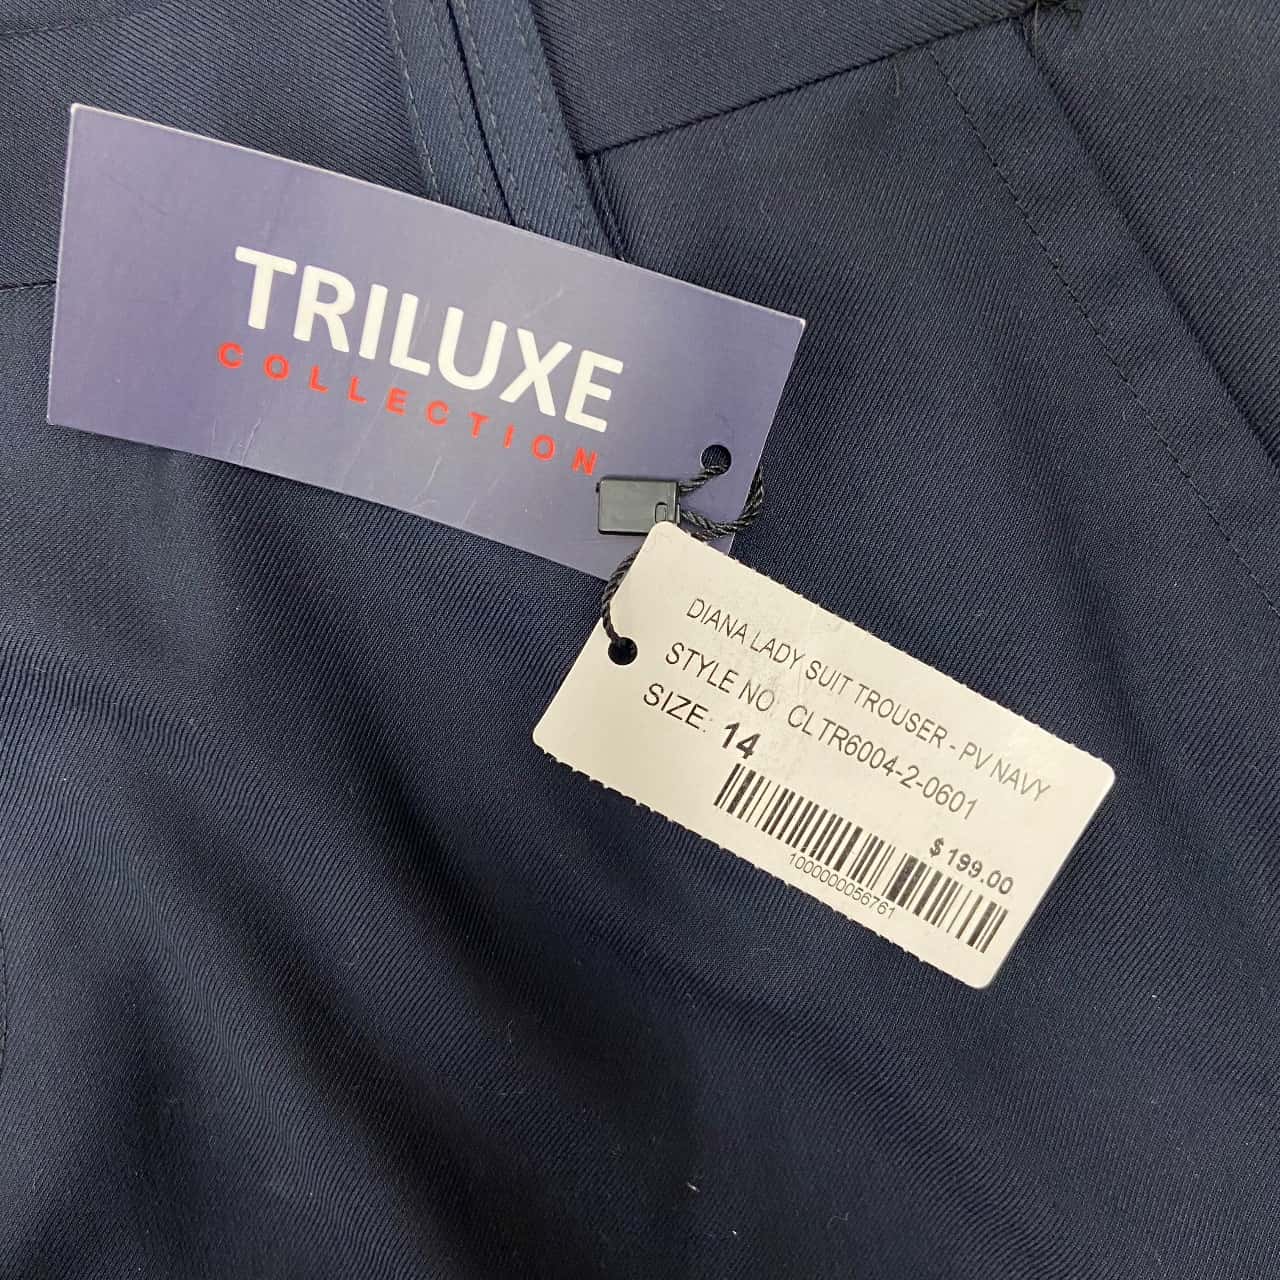 TRILUXE
COLLECTION
DIANA LADY SUIT TROUSER - PV NAVY
STYLE NO: CLTR6004-2-0601
SIZE: 14
$ 199.00
1000000056761